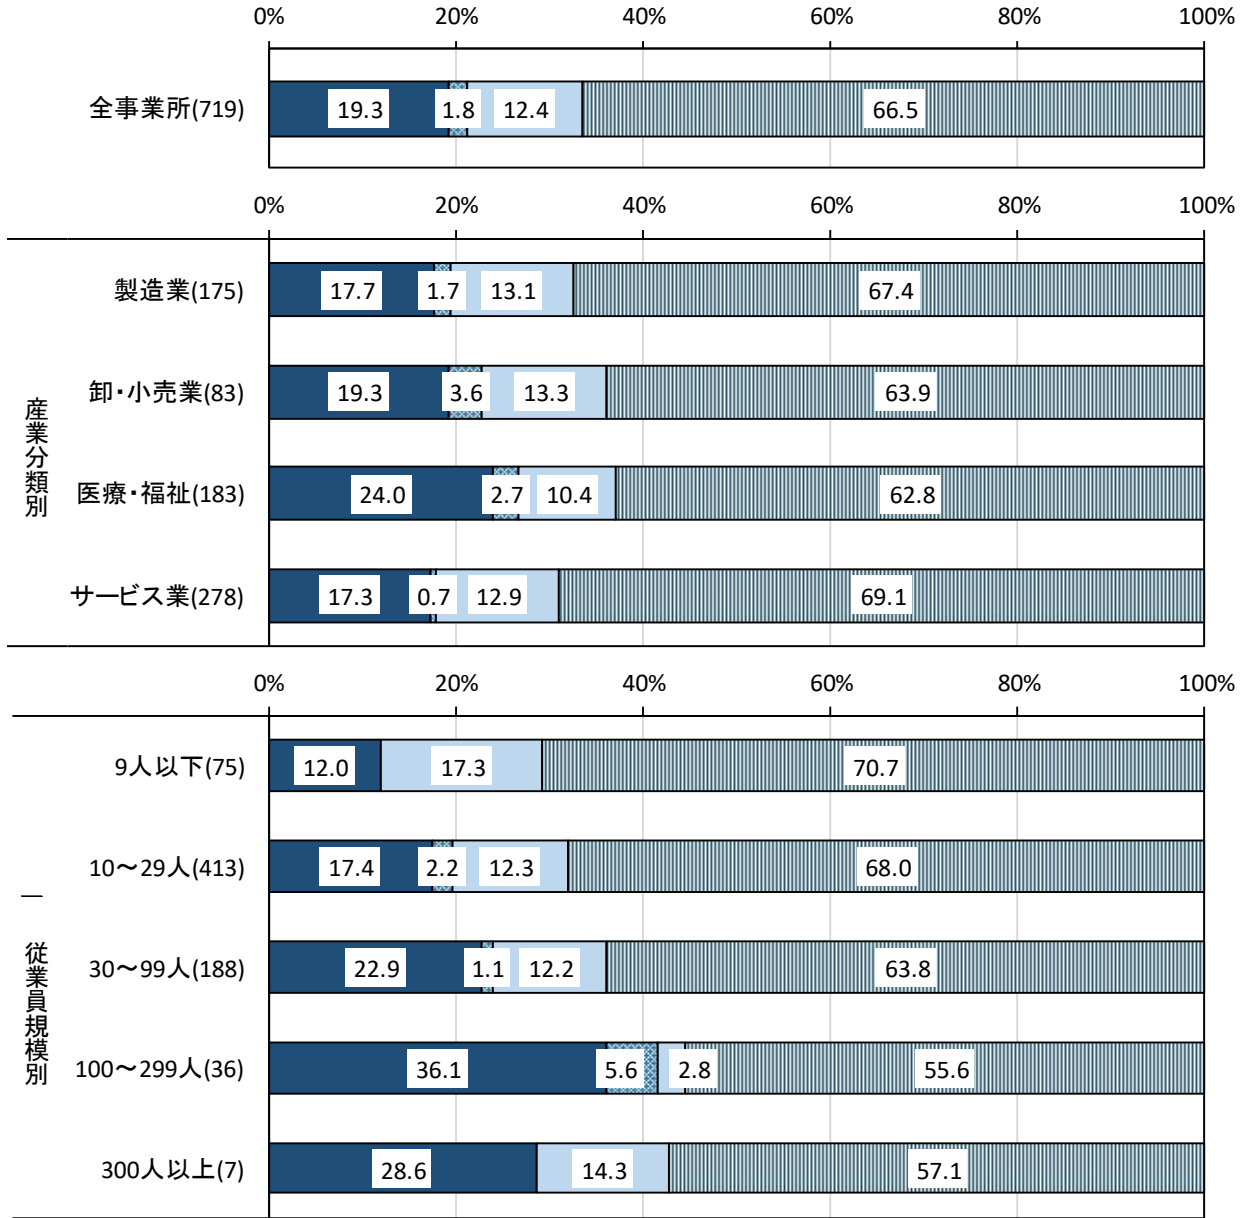 0% 20% 40% 60% 80% 100%
全事業所(719) 19.3 1.8 12.4 66.5
0% 20% 40% 60% 80% 100%
産業分類別
製造業(175) 17.7 1.7 13.1 67.4
卸・小売業(83) 19.3 3.6 13.3 63.9
医療・福祉(183) 24.0 2.7 10.4 62.8
サービス業(278) 17.3 0.7 12.9 69.1
0% 20% 40% 60% 80% 100%
従業員規模別
9人以下(75) 12.0 17.3 70.7
10～29人(413) 17.4 2.2 12.3 68.0
30～99人(188) 22.9 1.1 12.2 63.8
100～299人(36) 36.1 5.6 2.8 55.6
300人以上(7) 28.6 14.3 57.1